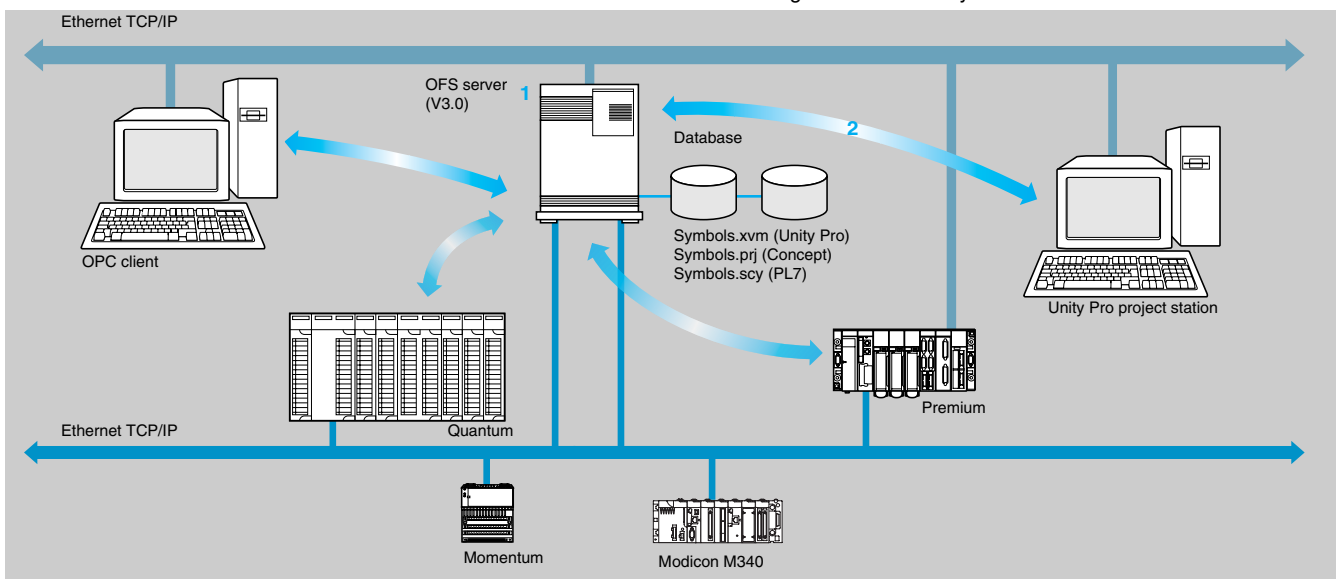 Ethernet TCP/IP
OFS server
(V3.0)
1
2
Database
Symbols.xvm (Unity Pro)
Symbols.prj (Concept)
Symbols.scy (PL7)
OPC client
Unity Pro project station
Premium
Quantum
Ethernet TCP/IP
Momentum
Modicon M340